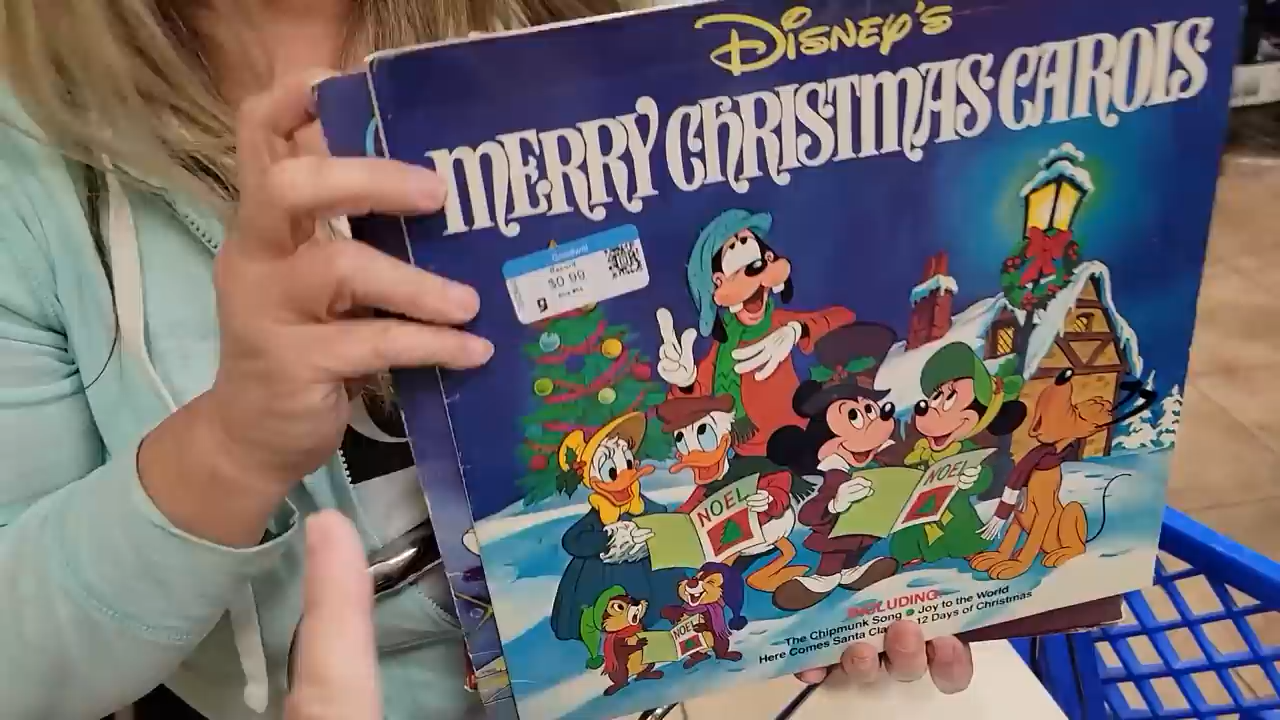 DISNEY'S
MERRY CHRISTMAS CAROLS
Goodwill
Record
$0.99
g
NOEL
NOEL
NOEL
INCLUDING:
The Chipmunk Song • Joy to the World
Here Comes Santa 12 Days of Christmas